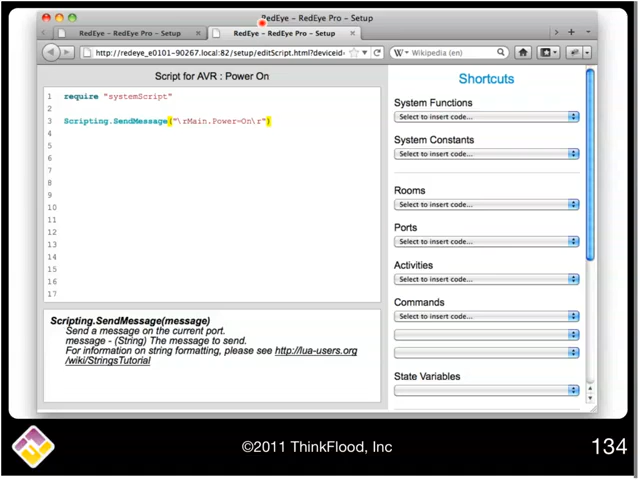 RedEye - RedEye Pro - Setup
RedEye - RedEye Pro - Setup
RedEye - RedEye Pro - Setup
http://redeye_e0101-90267.local:82/setup/editScript.html?deviceid-
Wikipedia (en)
Script for AVR : Power On
1 require "systemScript"
2
3 Scripting.SendMessage("\rMain.Power=On\r")
4
5
6
7
8
9
10
11
12
13
14
15
16
17
Scripting.SendMessage(message)
Send a message on the current port.
message - (String) The message to send.
For information on string formatting, please see http://lua-users.org
/wiki/StringsTutorial
Shortcuts
System Functions
Select to insert code...
System Constants
Select to insert code...
Rooms
Select to insert code...
Ports
Select to insert code...
Activities
Select to insert code...
Commands
Select to insert code...
State Variables
©2011 ThinkFlood, Inc
134